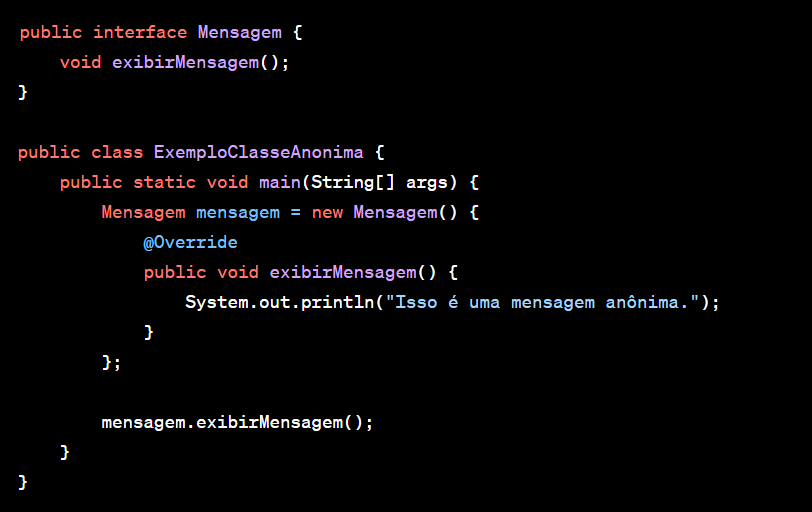 public interface Mensagem {
    void exibirMensagem();
}

public class ExemploClasseAnonima {
    public static void main(String[] args) {
        Mensagem mensagem = new Mensagem() {
            @Override
            public void exibirMensagem() {
                System.out.println("Isso é uma mensagem anônima.");
            }
        };

        mensagem.exibirMensagem();
    }
}